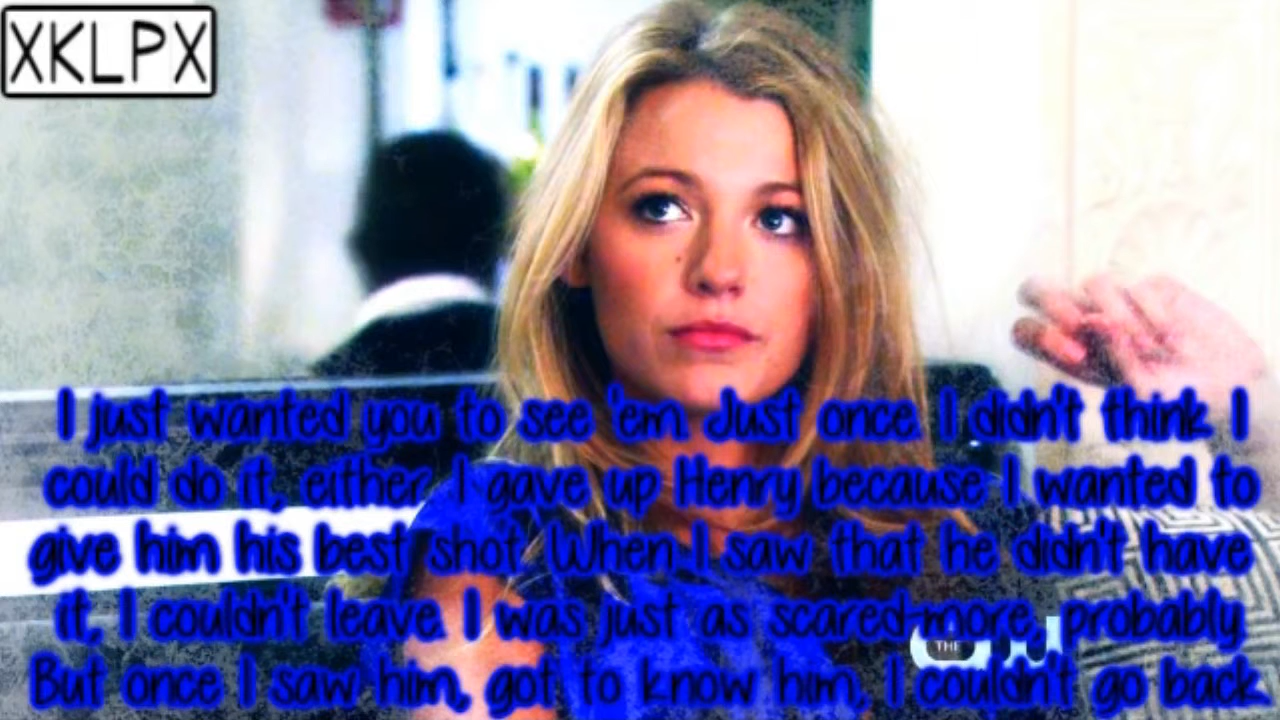 XKLPX
I just wanted you to see 'em. Just once. I didn't think I
could do it, either. I gave up Henry because I wanted to
give him his best shot. When I saw that he didn't have
it, I couldn't leave. I was just as scared-more, probably.
But once I saw him, got to know him, I couldn't go back.
THE